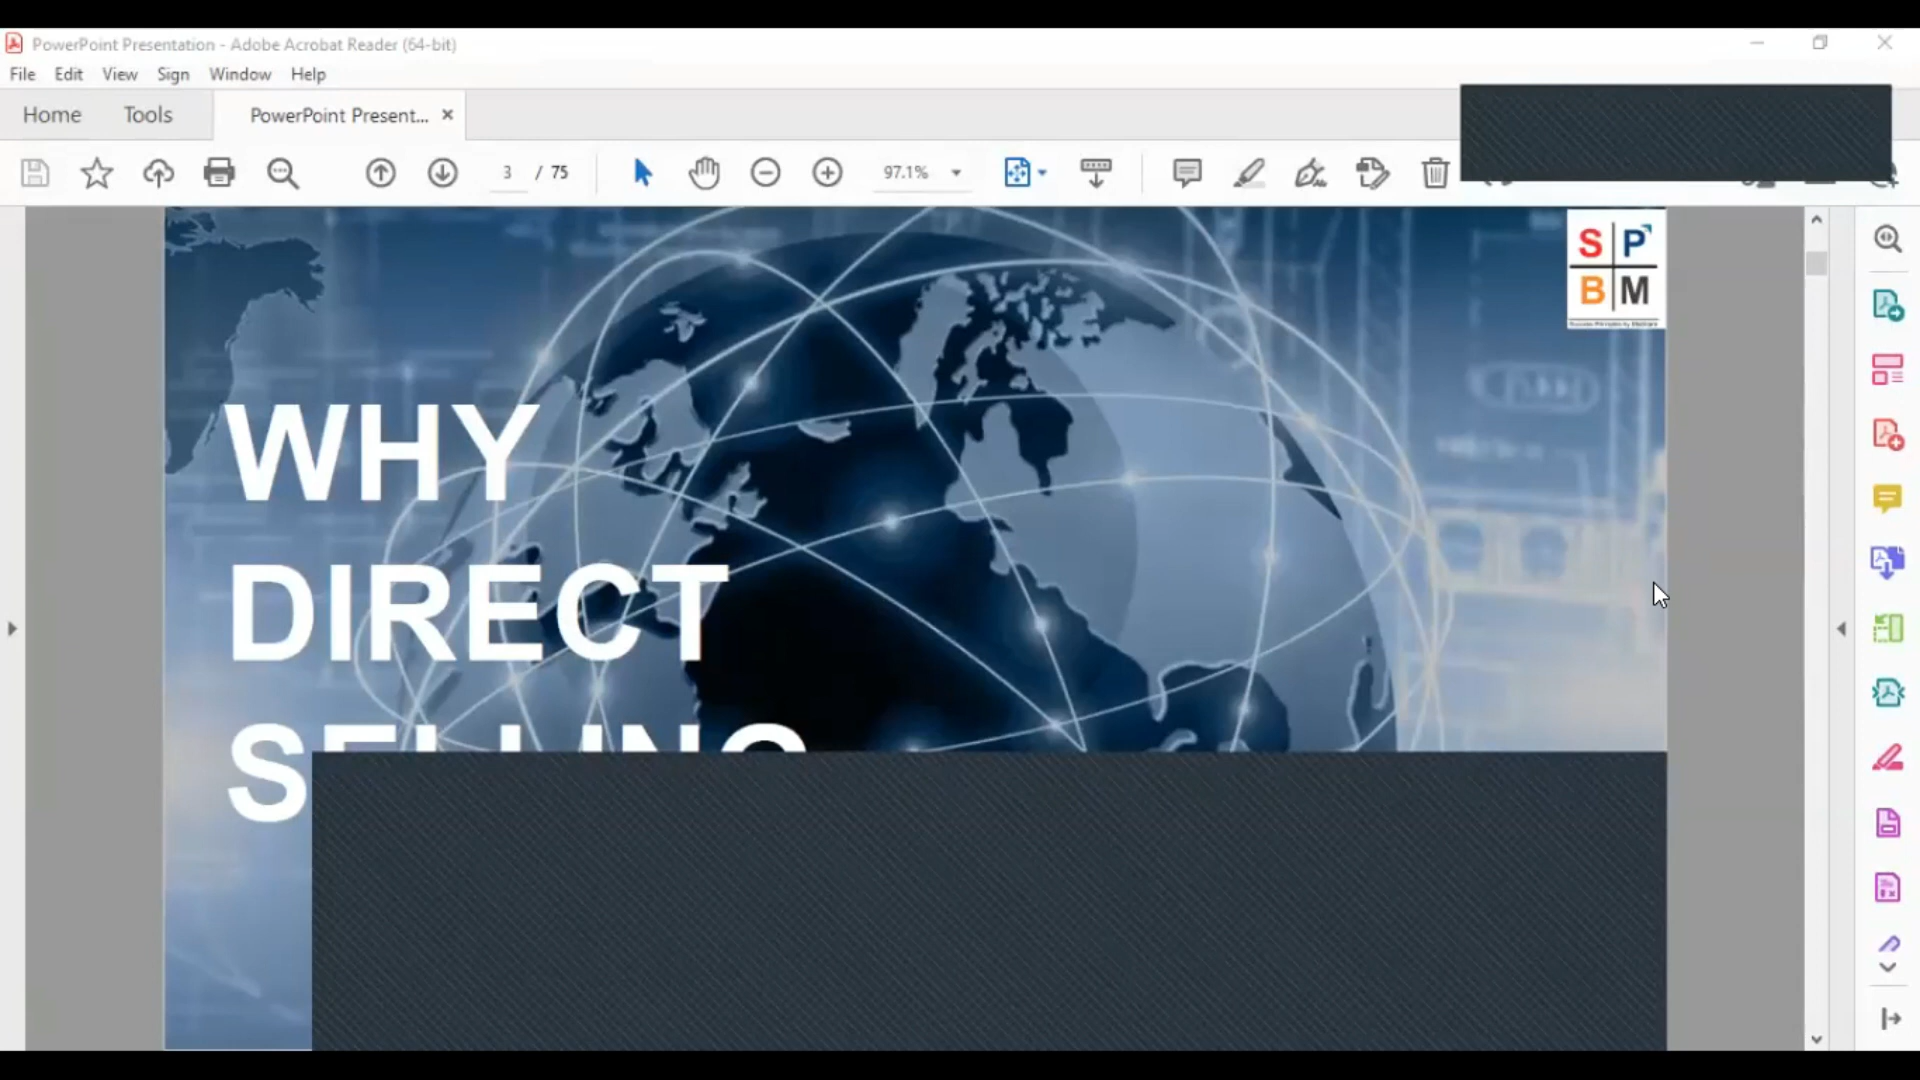 PowerPoint Presentation - Adobe Acrobat Reader (64-bit)
File Edit View Sign Window Help
Home Tools PowerPoint Present...
3 / 75 97.1%
S P
B M
WHY
DIRECT
SELLING